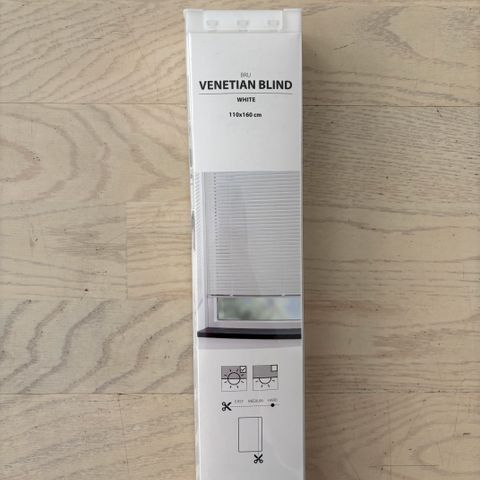 BRU
VENETIAN BLIND
WHITE
110x160 cm
EASY MEDIUM HARD